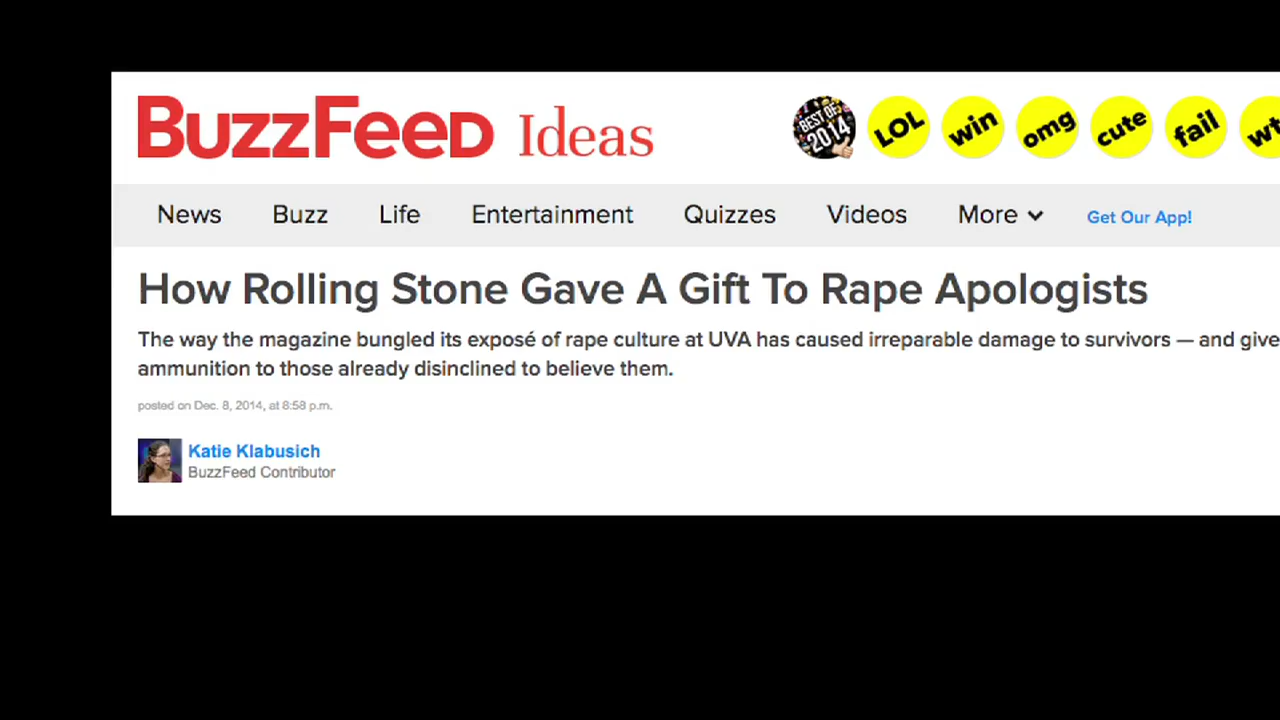 BuzzFeed Ideas
BEST OF 2014 LOL win omg cute fail
News Buzz Life Entertainment Quizzes Videos More Get Our App!
How Rolling Stone Gave A Gift To Rape Apologists
The way the magazine bungled its exposé of rape culture at UVA has caused irreparable damage to survivors — and give
ammunition to those already disinclined to believe them.
posted on Dec. 8, 2014, at 8:58 p.m.
Katie Klabusich
BuzzFeed Contributor